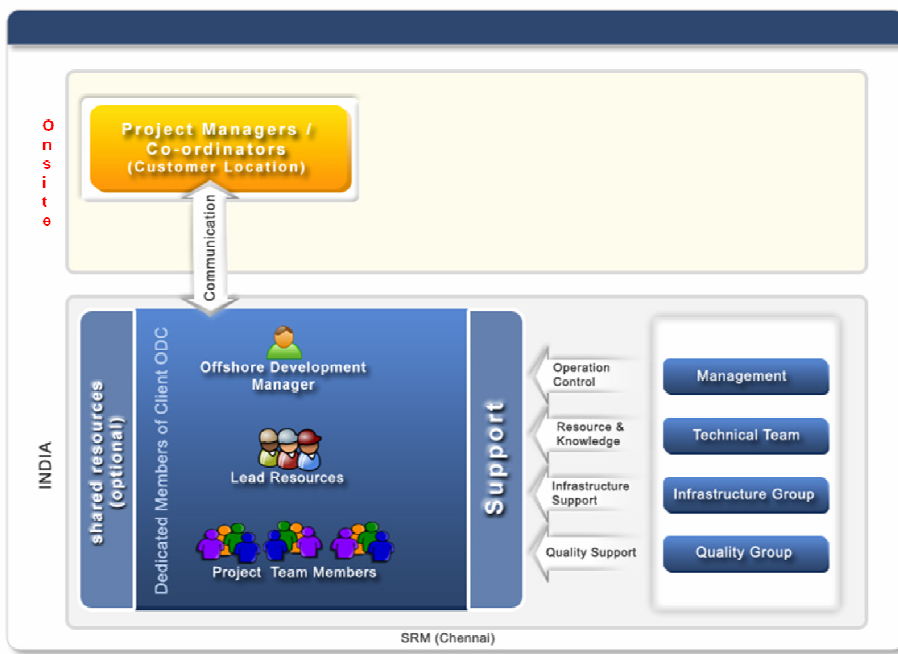 Onsite
Project Managers /
Co-ordinators
(Customer Location)
Communication
INDIA
shared resources
(optional)
Dedicated Members of Client ODC
Offshore Development
Manager
Lead Resources
Project Team Members
Support
Operation
Control
Resource &
Knowledge
Infrastructure
Support
Quality Support
Management
Technical Team
Infrastructure Group
Quality Group
SRM (Chennai)